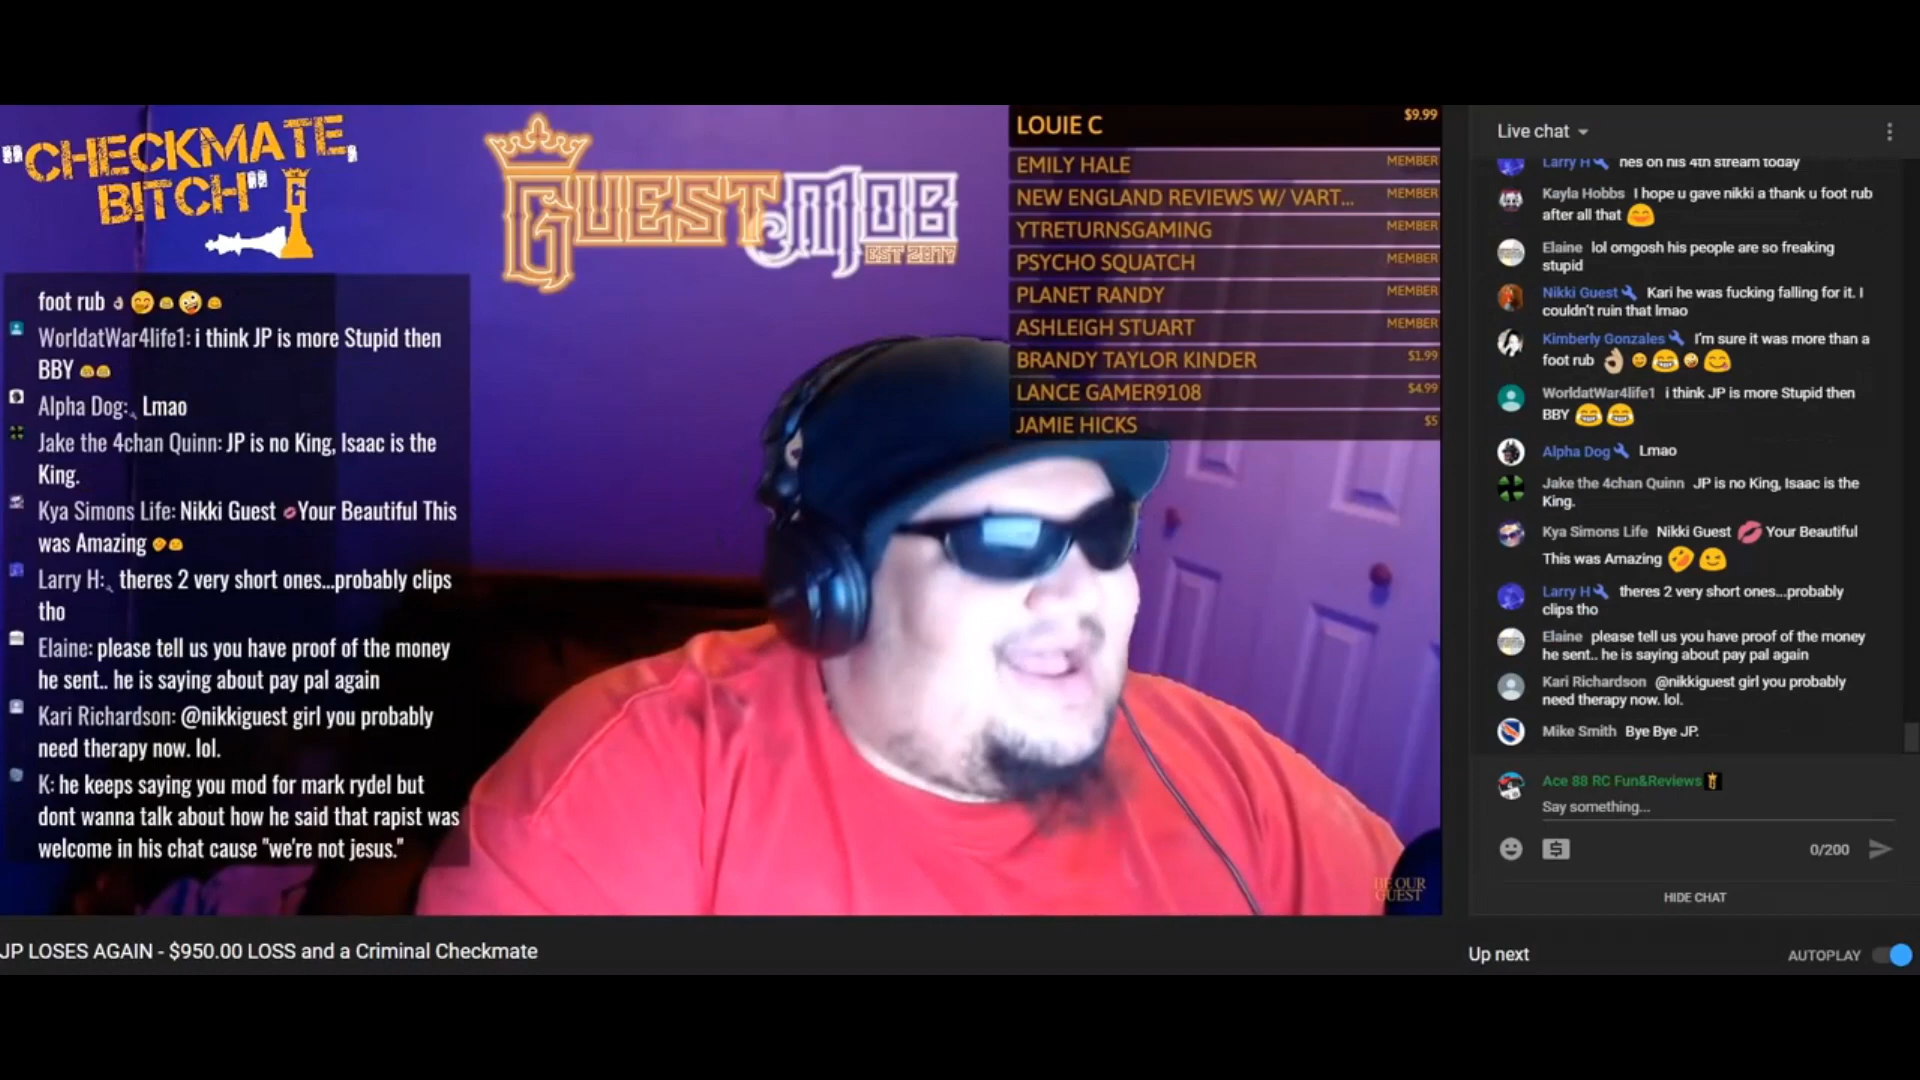 "CHECKMATE,
BITCH"
G
GUEST MOB
EST 2017
LOUIE C $9.99
EMILY HALE MEMBER
NEW ENGLAND REVIEWS W/ VART... MEMBER
YTRETURNSGAMING MEMBER
PSYCHO SQUATCH MEMBER
PLANET RANDY MEMBER
ASHLEIGH STUART MEMBER
BRANDY TAYLOR KINDER $1.99
LANCE GAMER9108 $4.99
JAMIE HICKS $5
foot rub 👌🏼😋😂🤪😊
WorldatWar4life1: i think JP is more Stupid then
BBY 😂😂
Alpha Dog: Lmao
Jake the 4chan Quinn: JP is no King, Isaac is the
King.
Kya Simons Life: Nikki Guest 💋Your Beautiful This
was Amazing 🤣😉
Larry H: theres 2 very short ones...probably clips
tho
Elaine: please tell us you have proof of the money
he sent.. he is saying about pay pal again
Kari Richardson: @nikkiguest girl you probably
need therapy now. lol.
K: he keeps saying you mod for mark rydel but
dont wanna talk about how he said that rapist was
welcome in his chat cause "we're not jesus."
BE OUR
GUEST
JP LOSES AGAIN - $950.00 LOSS and a Criminal Checkmate
Live chat
Larry H hes on his 4th stream today
Kayla Hobbs I hope u gave nikki a thank u foot rub
after all that 😊
Elaine lol omgosh his people are so freaking
stupid
Nikki Guest Kari he was fucking falling for it. I
couldn't ruin that lmao
Kimberly Gonzales I'm sure it was more than a
foot rub 👌🏼😋😂🤪😊
WorldatWar4life1 i think JP is more Stupid then
BBY 😂😂
Alpha Dog Lmao
Jake the 4chan Quinn JP is no King, Isaac is the
King.
Kya Simons Life Nikki Guest 💋 Your Beautiful
This was Amazing 🤣😉
Larry H theres 2 very short ones...probably
clips tho
Elaine please tell us you have proof of the money
he sent.. he is saying about pay pal again
Kari Richardson @nikkiguest girl you probably
need therapy now. lol.
Mike Smith Bye Bye JP.
Ace 88 RC Fun&Reviews
Say something...
0/200
HIDE CHAT
Up next AUTOPLAY